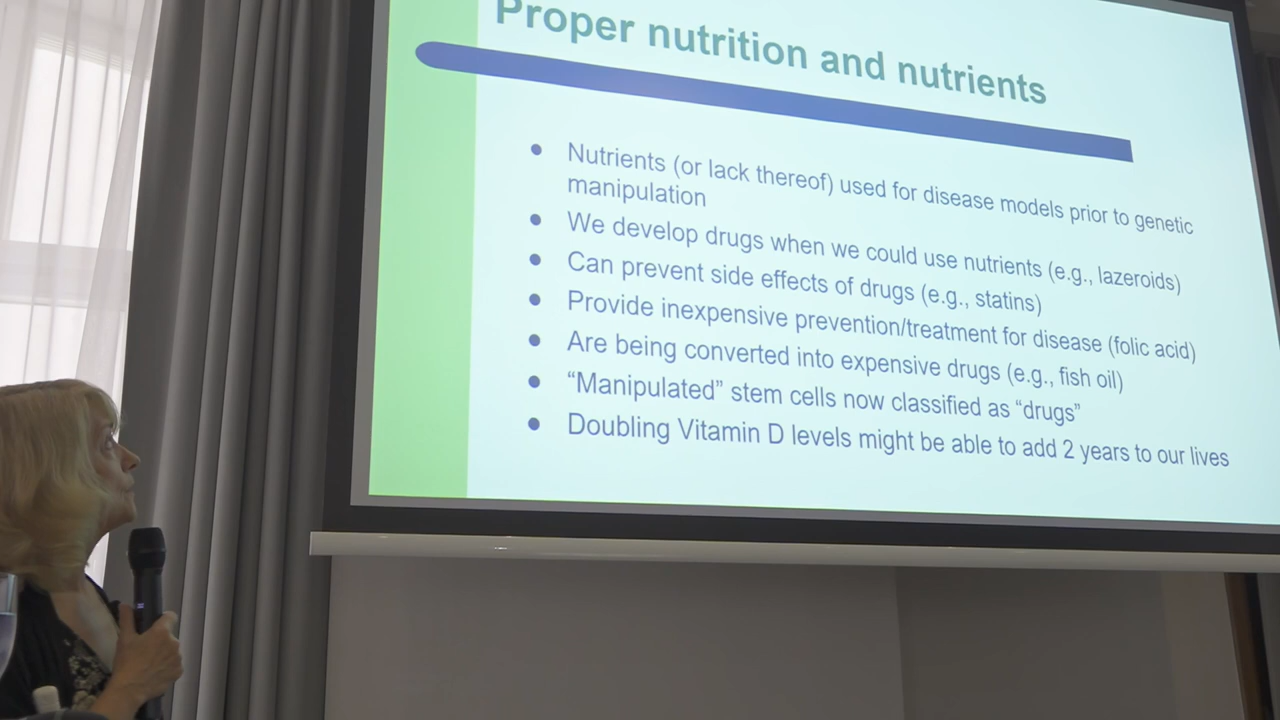 Proper nutrition and nutrients
Nutrients (or lack thereof) used for disease models prior to genetic
manipulation
We develop drugs when we could use nutrients (e.g., lazeroids)
Can prevent side effects of drugs (e.g., statins)
Provide inexpensive prevention/treatment for disease (folic acid)
Are being converted into expensive drugs (e.g., fish oil)
“Manipulated” stem cells now classified as “drugs”
Doubling Vitamin D levels might be able to add 2 years to our lives